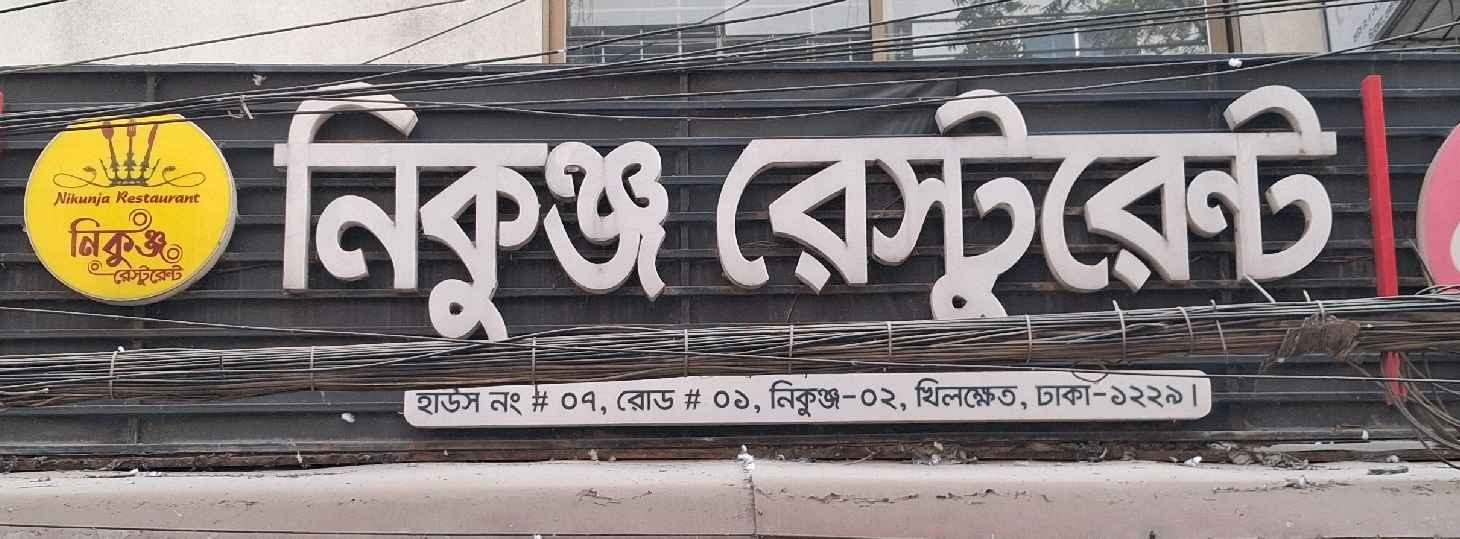 Nikunja Restaurant
নিকুঞ্জ
রেস্টুরেন্ট
নিকুঞ্জ রেস্টুরেন্ট
হাউস নং # ০৭, রোড # ০১, নিকুঞ্জ-০২, খিলক্ষেত, ঢাকা-১২২৯।